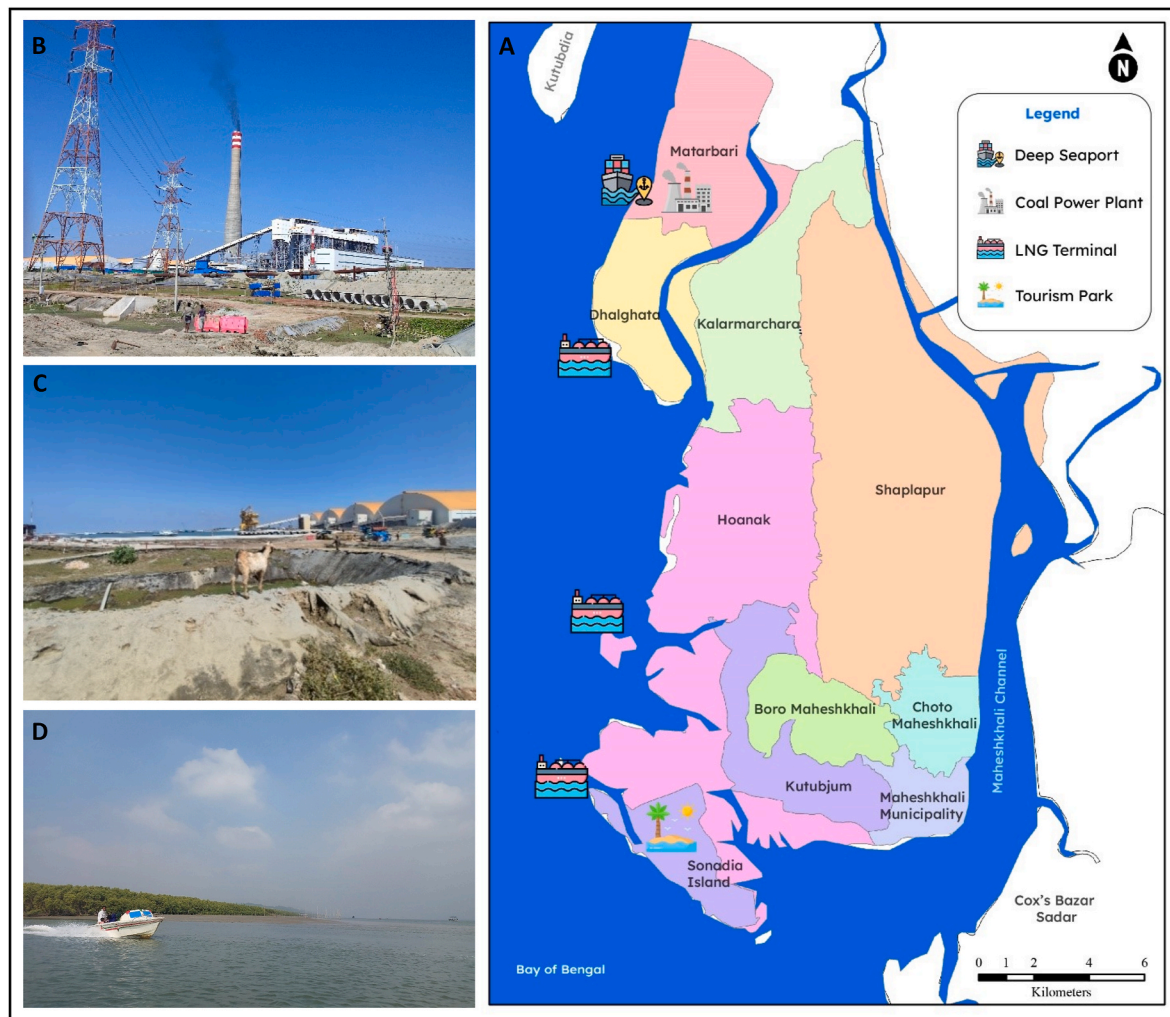 B
C
D
A
N
Kutubdia
Legend
Deep Seaport
Coal Power Plant
LNG Terminal
Tourism Park
Matarbari
Dhalghata
Kalarmarchara
Shaplapur
Hoanak
Boro Maheshkhali
Choto
Maheshkhali
Kutubjum
Maheshkhali
Municipality
Maheshkhali Channel
Sonadia
Island
Cox's Bazar
Sadar
Bay of Bengal
0 1 2 4 6
Kilometers